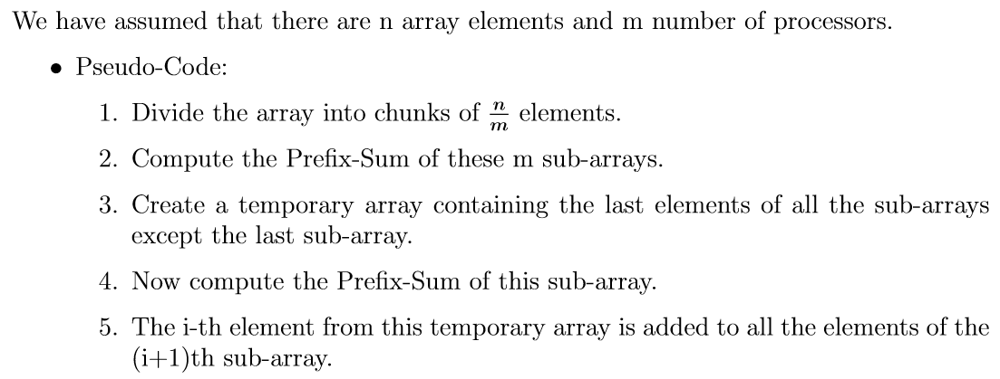 We have assumed that there are n array elements and m number of processors.
• Pseudo-Code:
1. Divide the array into chunks of n/m elements.
2. Compute the Prefix-Sum of these m sub-arrays.
3. Create a temporary array containing the last elements of all the sub-arrays
except the last sub-array.
4. Now compute the Prefix-Sum of this sub-array.
5. The i-th element from this temporary array is added to all the elements of the
(i+1)th sub-array.